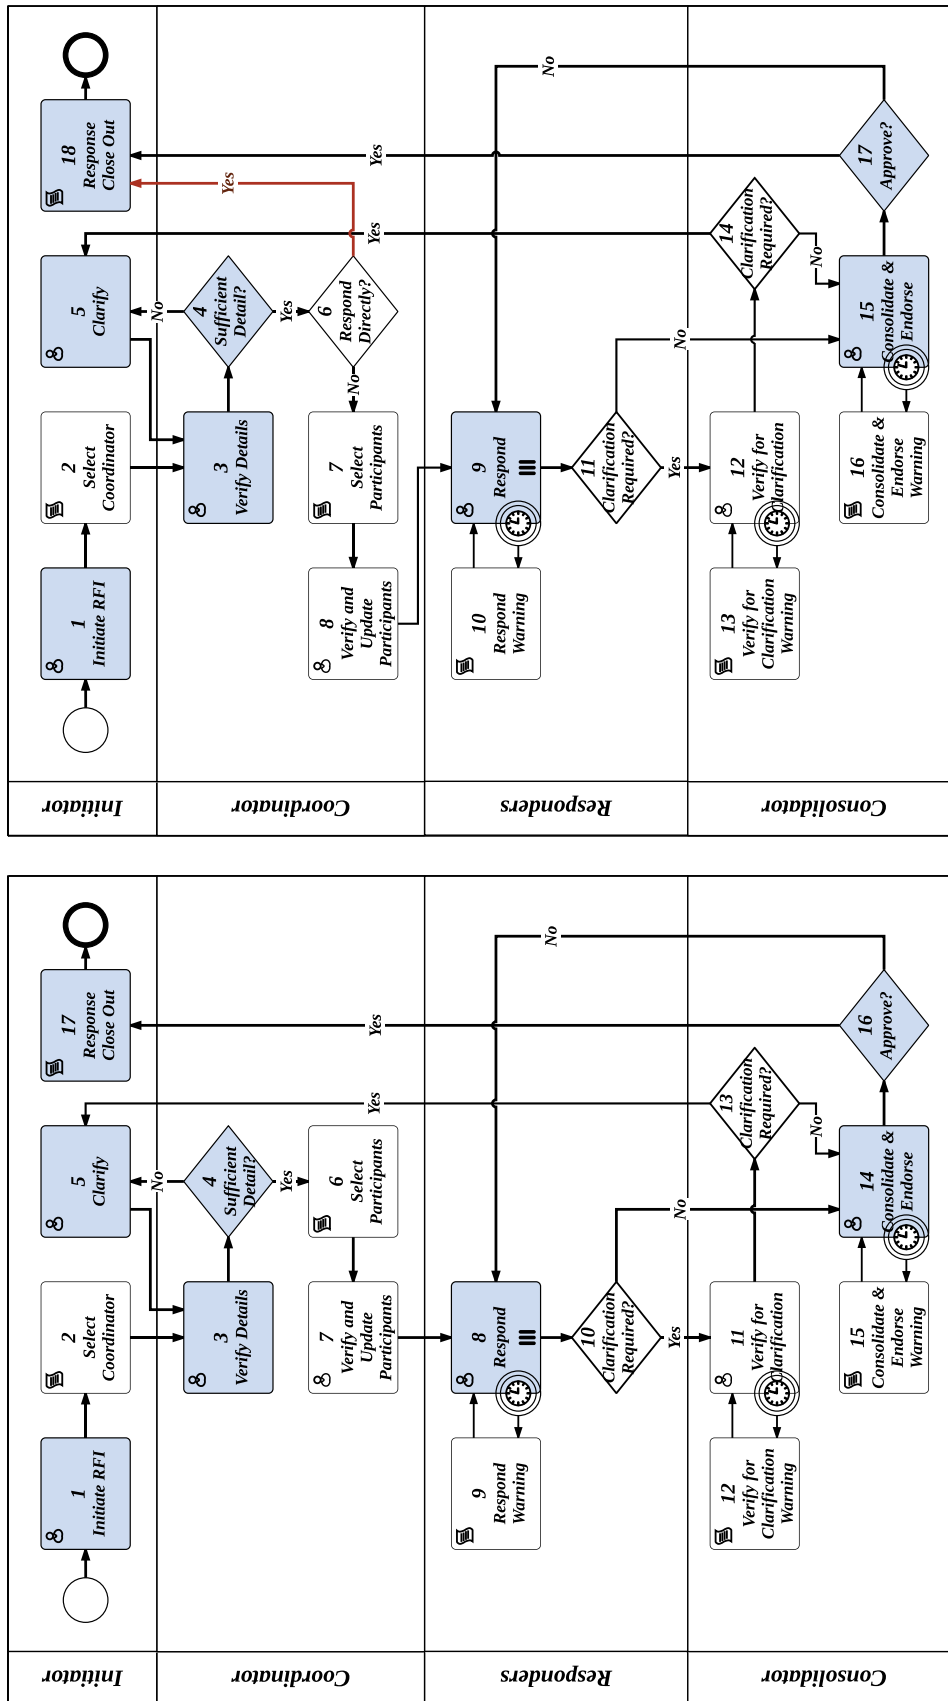 Initiator
1
Initiate RFI
2
Select
Coordinator
5
Clarify
18
Response
Close Out
Coordinator
3
Verify Details
4
Sufficient
Detail?
No
Yes
6
Respond
Directly?
Yes
No
7
Select
Participants
8
Verify and
Update
Participants
Responders
9
Respond
10
Respond
Warning
11
Clarification
Required?
No
Yes
Consolidator
12
Verify for
Clarification
13
Verify for
Clarification
Warning
14
Clarification
Required?
Yes
No
15
Consolidate &
Endorse
16
Consolidate &
Endorse
Warning
17
Approve?
Yes
No
Initiator
1
Initiate RFI
2
Select
Coordinator
5
Clarify
17
Response
Close Out
Coordinator
3
Verify Details
4
Sufficient
Detail?
No
Yes
6
Select
Participants
7
Verify and
Update
Participants
Responders
8
Respond
9
Respond
Warning
10
Clarification
Required?
No
Yes
Consolidator
11
Verify for
Clarification
12
Verify for
Clarification
Warning
13
Clarification
Required?
Yes
No
14
Consolidate &
Endorse
15
Consolidate &
Endorse
Warning
16
Approve?
Yes
No